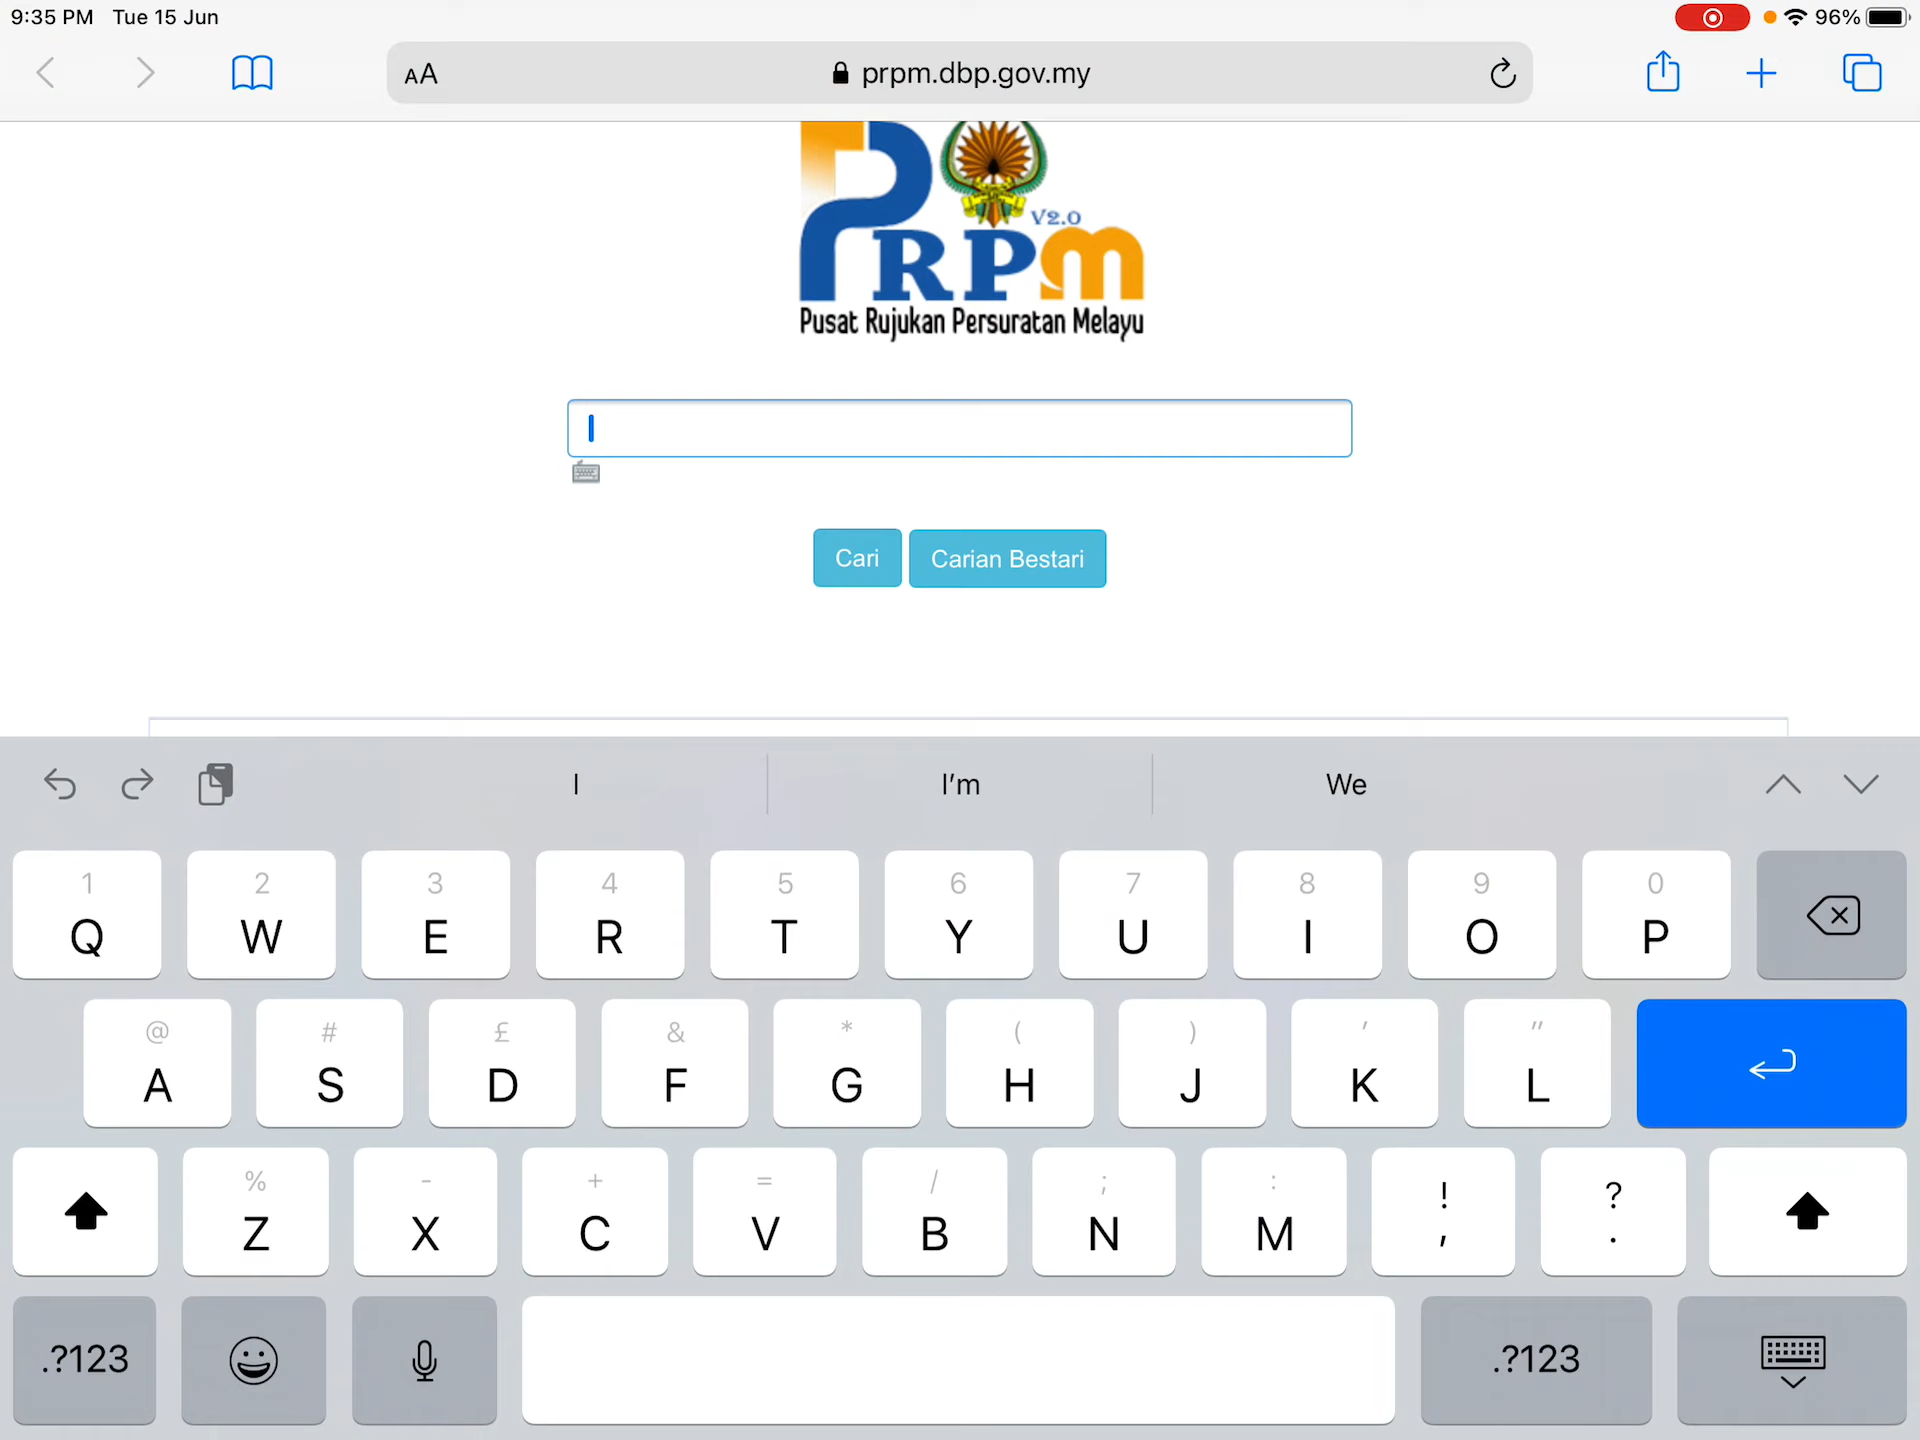 9:35 PM Tue 15 Jun 96%
AA prpm.dbp.gov.my
V2.0
PRPm
Pusat Rujukan Persuratan Melayu
Cari Carian Bestari
I I'm We
1 2 3 4 5 6 7 8 9 0
Q W E R T Y U I O P
@ # £ & * ( ) ' "
A S D F G H J K L
% - + = / ; : ! ?
Z X C V B N M , .
.?123 .?123